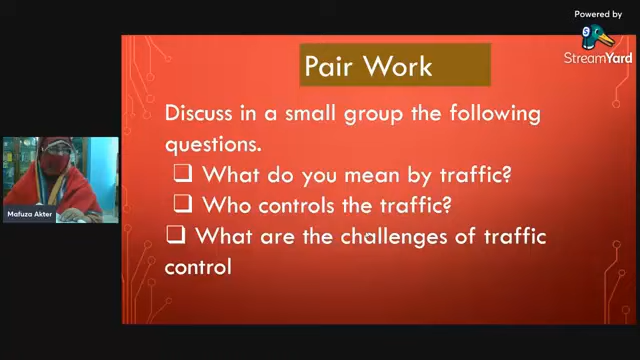 Powered by
StreamYard
Pair Work
Discuss in a small group the following
questions.
❑ What do you mean by traffic?
❑ Who controls the traffic?
❑ What are the challenges of traffic
control
Mafuza Akter